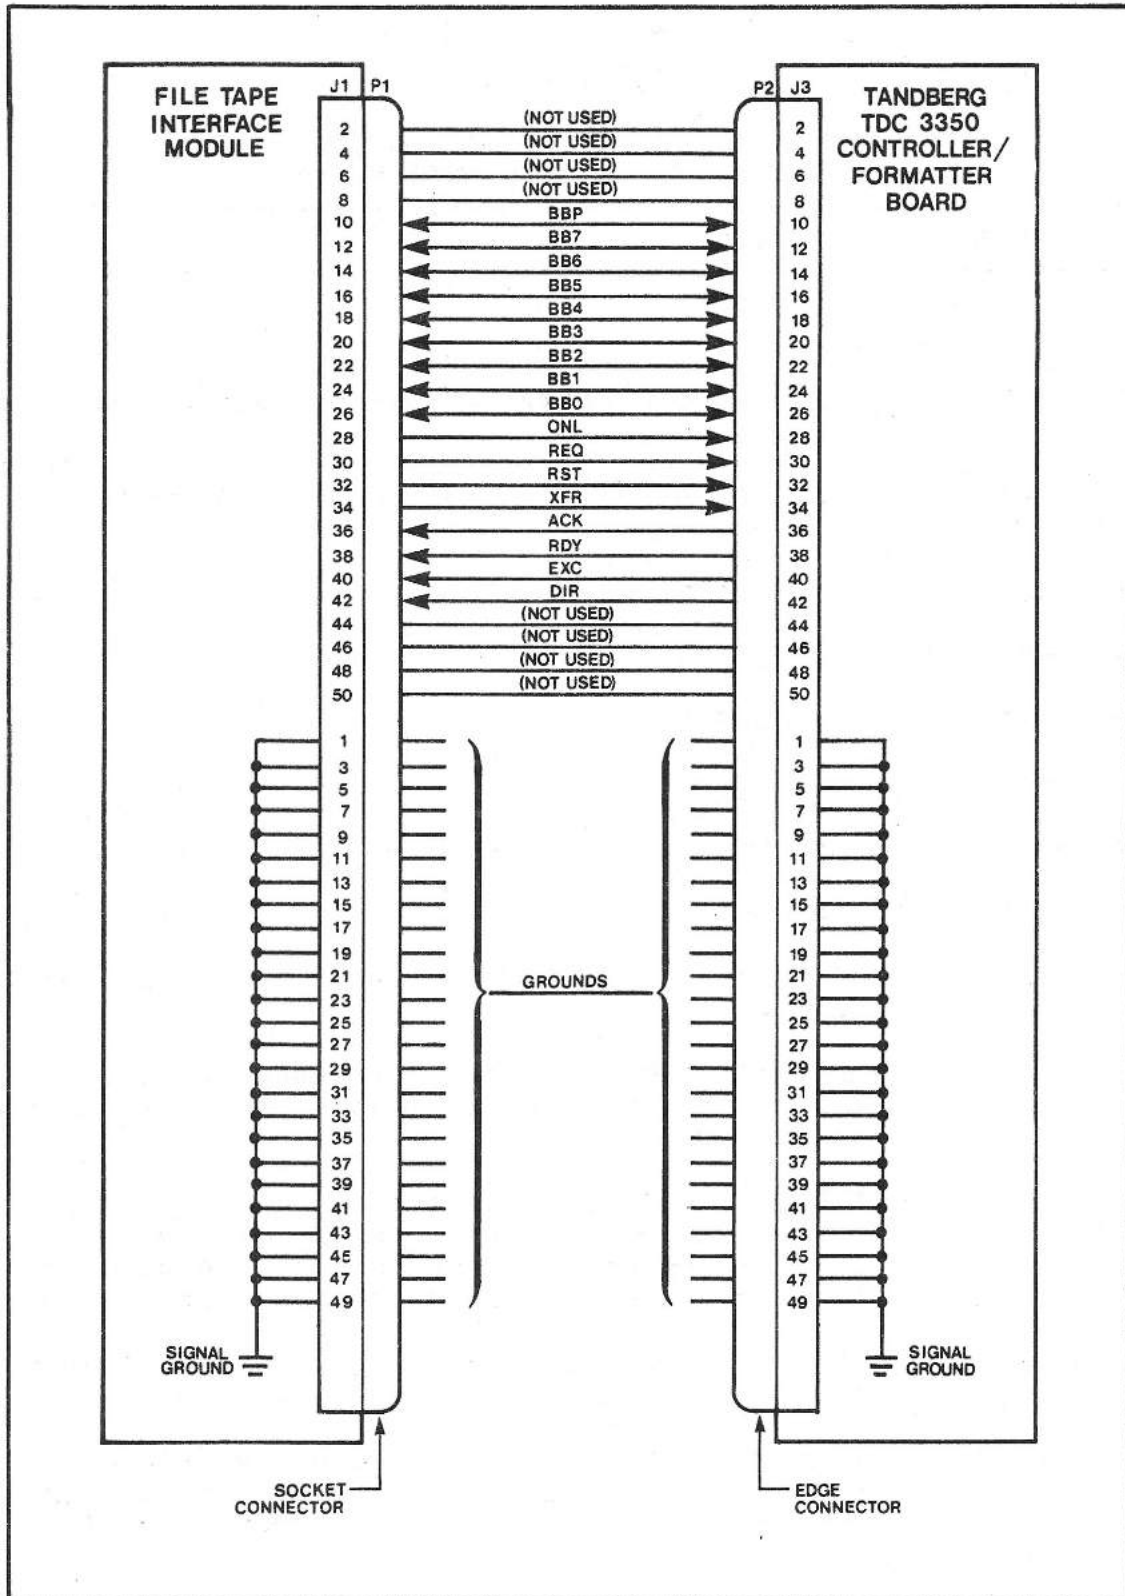 FILE TAPE
INTERFACE
MODULE
J1 P1
P2 J3
TANDBERG
TDC 3350
CONTROLLER/
FORMATTER
BOARD
2 (NOT USED) 2
4 (NOT USED) 4
6 (NOT USED) 6
8 (NOT USED) 8
10 BBP 10
12 BB7 12
14 BB6 14
16 BB5 16
18 BB4 18
20 BB3 20
22 BB2 22
24 BB1 24
26 BBO 26
28 ONL 28
30 REQ 30
32 RST 32
34 XFR 34
36 ACK 36
38 RDY 38
40 EXC 40
42 DIR 42
44 (NOT USED) 44
46 (NOT USED) 46
48 (NOT USED) 48
50 (NOT USED) 50
1 1
3 3
5 5
7 7
9 9
11 11
13 13
15 15
17 17
19 19
21 GROUNDS 21
23 23
25 25
27 27
29 29
31 31
33 33
35 35
37 37
39 39
41 41
43 43
45 45
47 47
49 49
SIGNAL
GROUND
SIGNAL
GROUND
SOCKET
CONNECTOR
EDGE
CONNECTOR